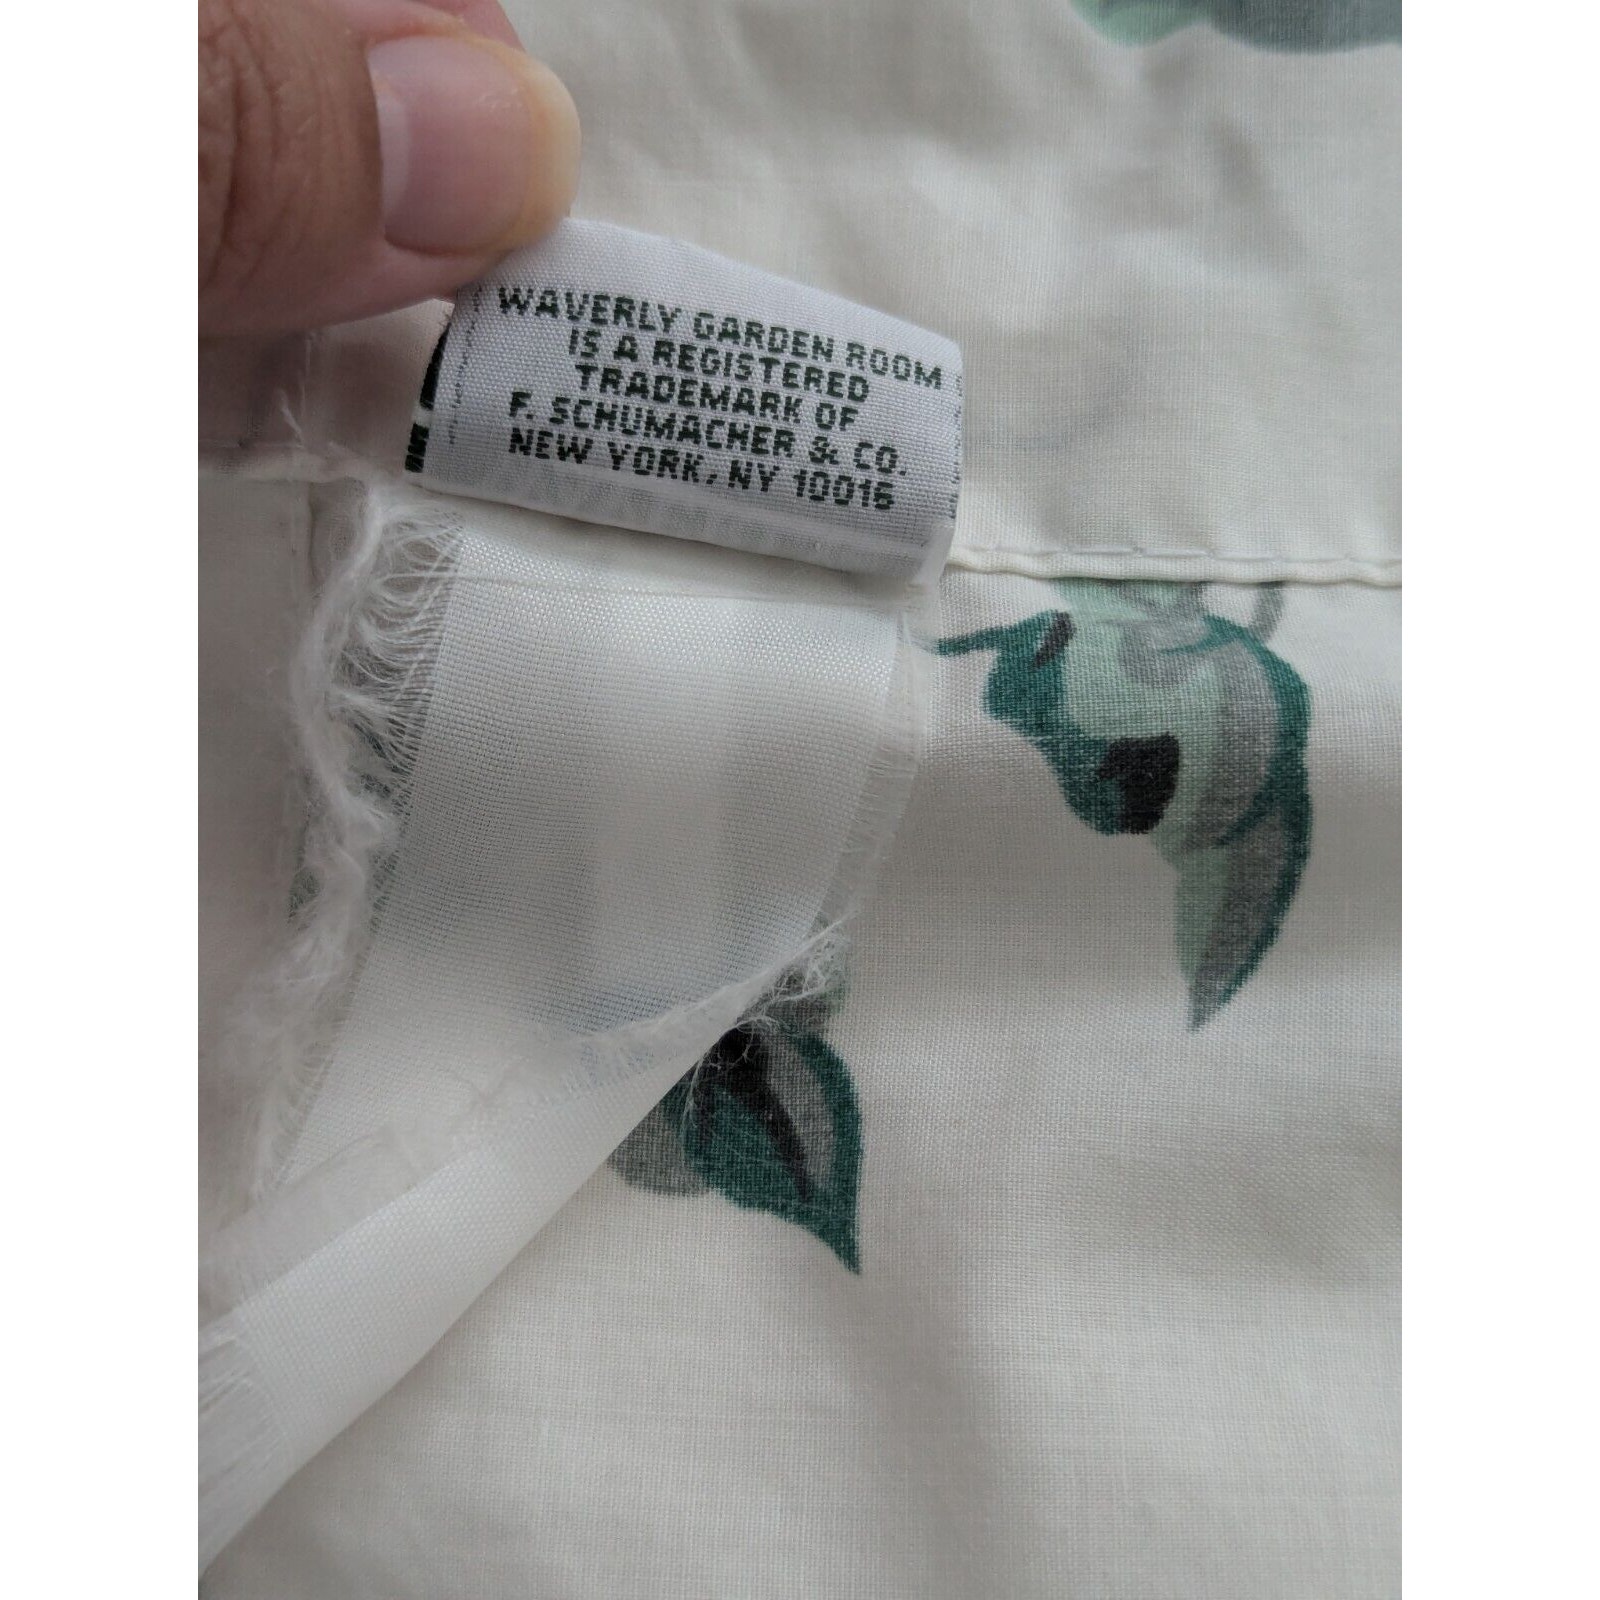 WAVERLY GARDEN ROOM
IS A REGISTERED
TRADEMARK OF
F. SCHUMACHER & CO.
NEW YORK, NY 10016